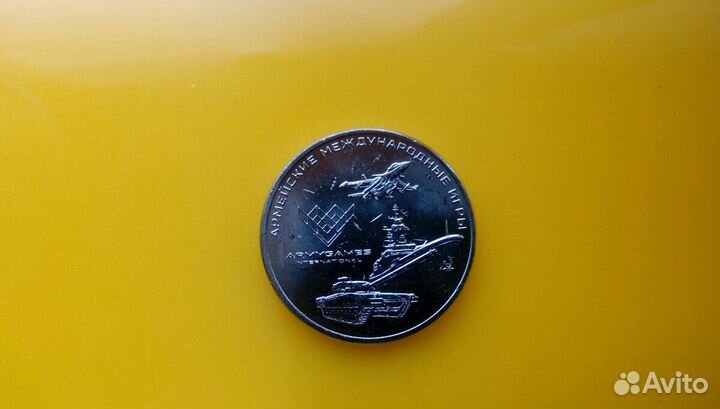 АРМЕЙСКИЕ МЕЖДУНАРОДНЫЕ ИГРЫ
ARMYGAMES
INTERNATIONAL
Avito